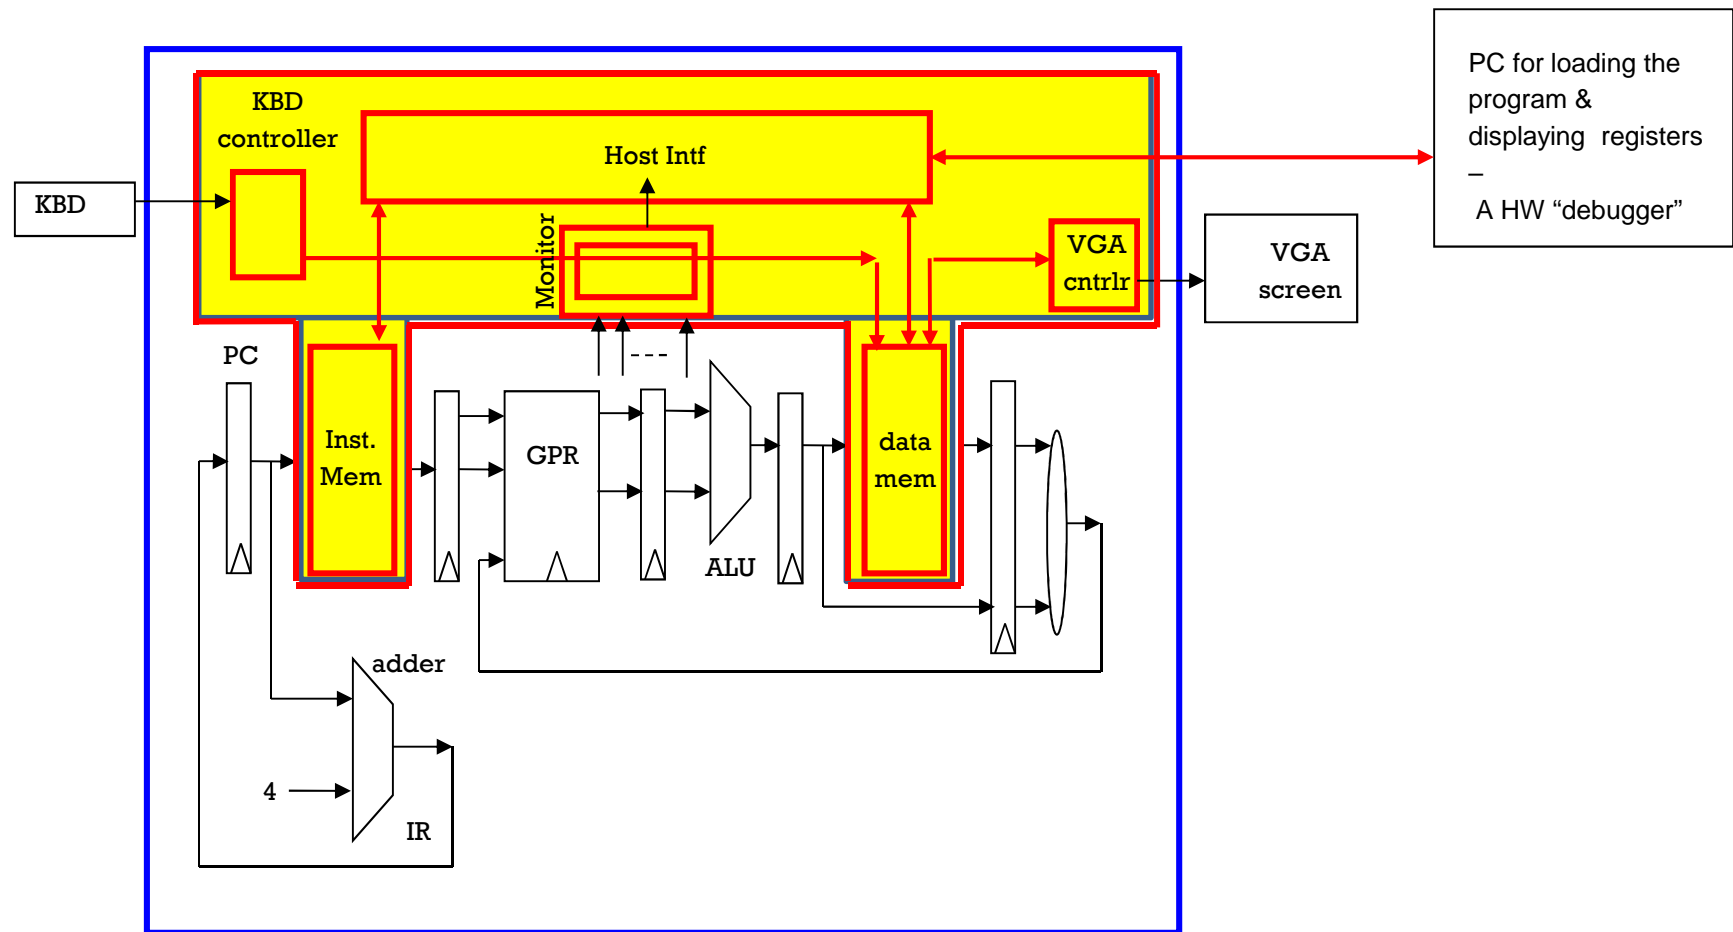 PC for loading the
program &
displaying registers
–
A HW “debugger”
KBD
controller
Host Intf
KBD
Monitor
VGA
cntrlr
VGA
screen
PC
----
Inst.
Mem
GPR
ALU
data
mem
adder
4
IR